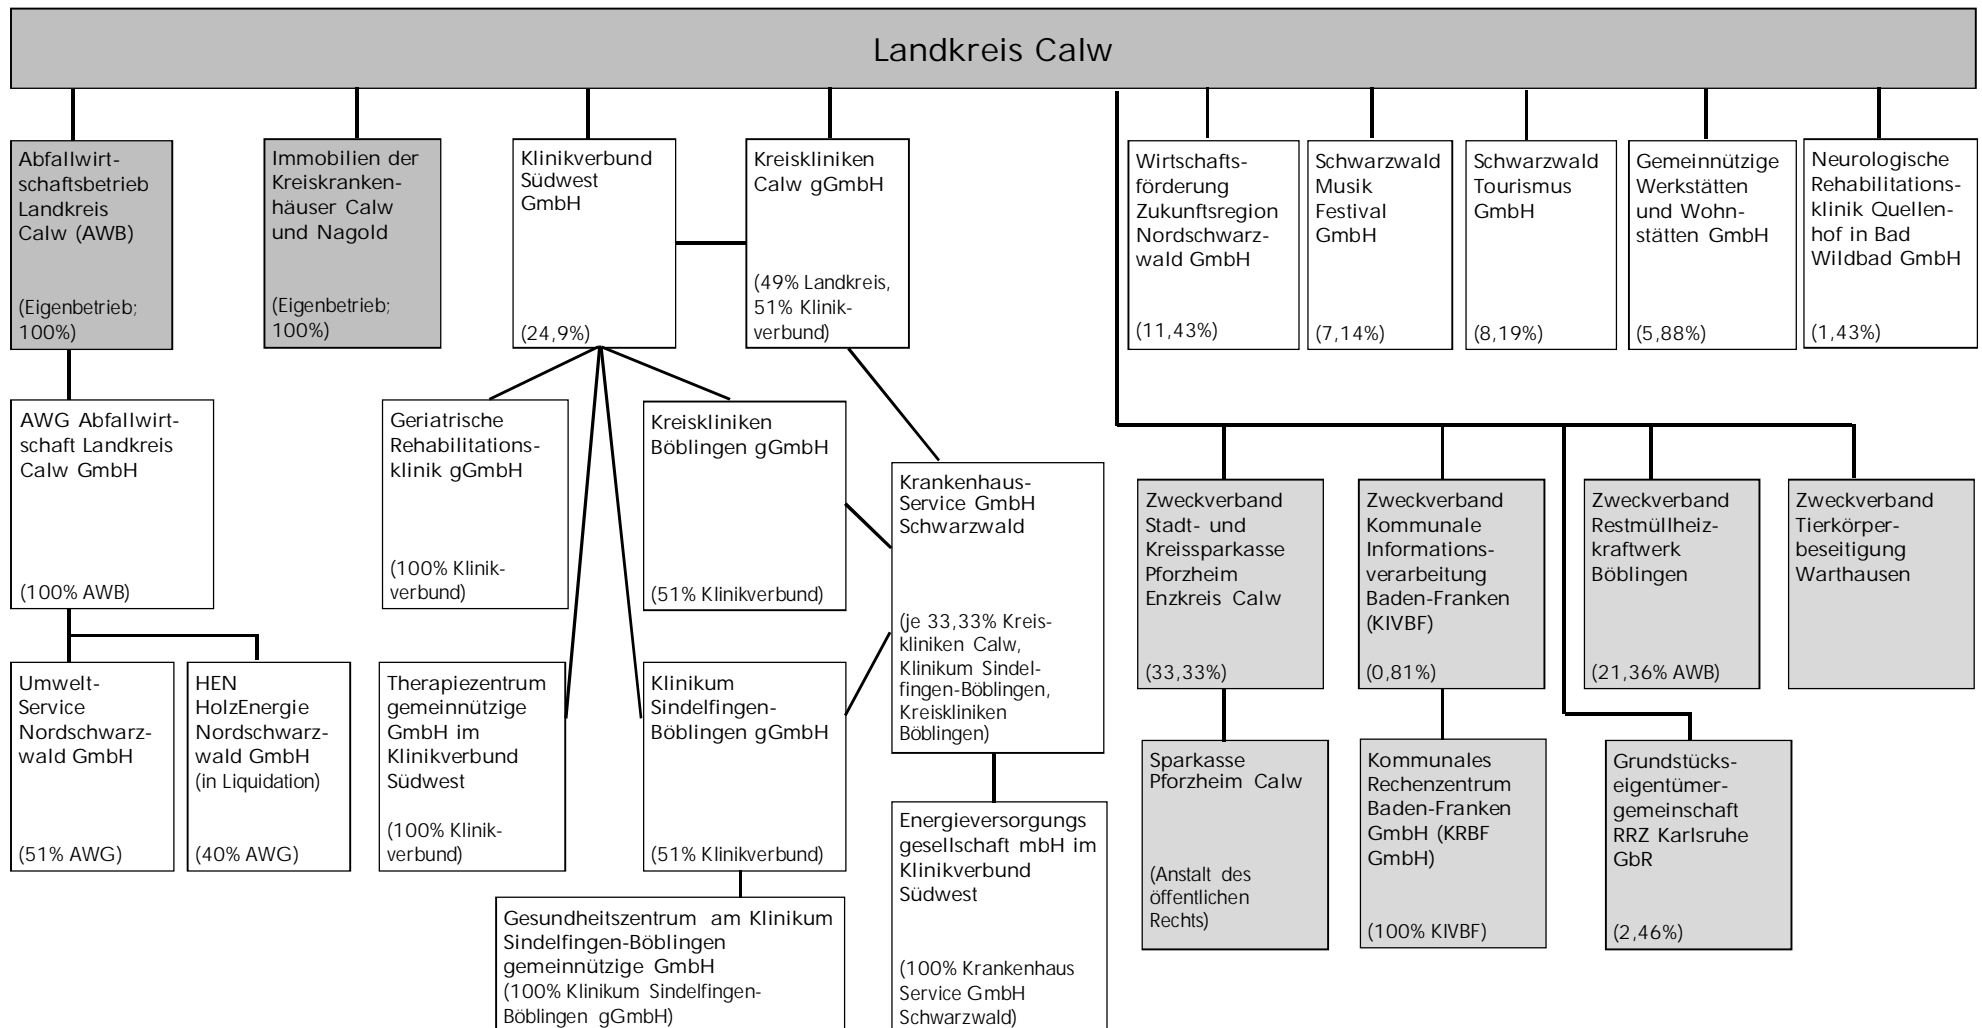 Landkreis Calw
Abfallwirt-
schaftsbetrieb
Landkreis
Calw (AWB)
(Eigenbetrieb;
100%)
Immobilien der
Kreiskranken-
häuser Calw
und Nagold
(Eigenbetrieb;
100%)
Klinikverbund
Südwest
GmbH
(24,9%)
Kreiskliniken
Calw gGmbH
(49% Landkreis,
51% Klinik-
verbund)
Wirtschafts-
förderung
Zukunftsregion
Nordschwarz-
wald GmbH
(11,43%)
Schwarzwald
Musik
Festival
GmbH
(7,14%)
Schwarzwald
Tourismus
GmbH
(8,19%)
Gemeinnützige
Werkstätten
und Wohn-
stätten GmbH
(5,88%)
Neurologische
Rehabilitations-
klinik Quellen-
hof in Bad
Wildbad GmbH
(1,43%)
AWG Abfallwirt-
schaft Landkreis
Calw GmbH
(100% AWB)
Geriatrische
Rehabilitations-
klinik gGmbH
(100% Klinik-
verbund)
Kreiskliniken
Böblingen gGmbH
(51% Klinikverbund)
Krankenhaus-
Service GmbH
Schwarzwald
(je 33,33% Kreis-
kliniken Calw,
Klinikum Sindel-
fingen-Böblingen,
Kreiskliniken
Böblingen)
Zweckverband
Stadt- und
Kreissparkasse
Pforzheim
Enzkreis Calw
(33,33%)
Zweckverband
Kommunale
Informations-
verarbeitung
Baden-Franken
(KIVBF)
(0,81%)
Zweckverband
Restmüllheiz-
kraftwerk
Böblingen
(21,36% AWB)
Zweckverband
Tierkörper-
beseitigung
Warthausen
Umwelt-
Service
Nordschwarz-
wald GmbH
(51% AWG)
HEN
HolzEnergie
Nordschwarz-
wald GmbH
(in Liquidation)
(40% AWG)
Therapiezentrum
gemeinnützige
GmbH im
Klinikverbund
Südwest
(100% Klinik-
verbund)
Klinikum
Sindelfingen-
Böblingen gGmbH
(51% Klinikverbund)
Sparkasse
Pforzheim Calw
(Anstalt des
öffentlichen
Rechts)
Kommunales
Rechenzentrum
Baden-Franken
GmbH (KRBF
GmbH)
(100% KIVBF)
Grundstücks-
eigentümer-
gemeinschaft
RRZ Karlsruhe
GbR
(2,46%)
Gesundheitszentrum am Klinikum
Sindelfingen-Böblingen
gemeinnützige GmbH
(100% Klinikum Sindelfingen-
Böblingen gGmbH)
Energieversorgungs
gesellschaft mbH im
Klinikverbund
Südwest
(100% Krankenhaus
Service GmbH
Schwarzwald)